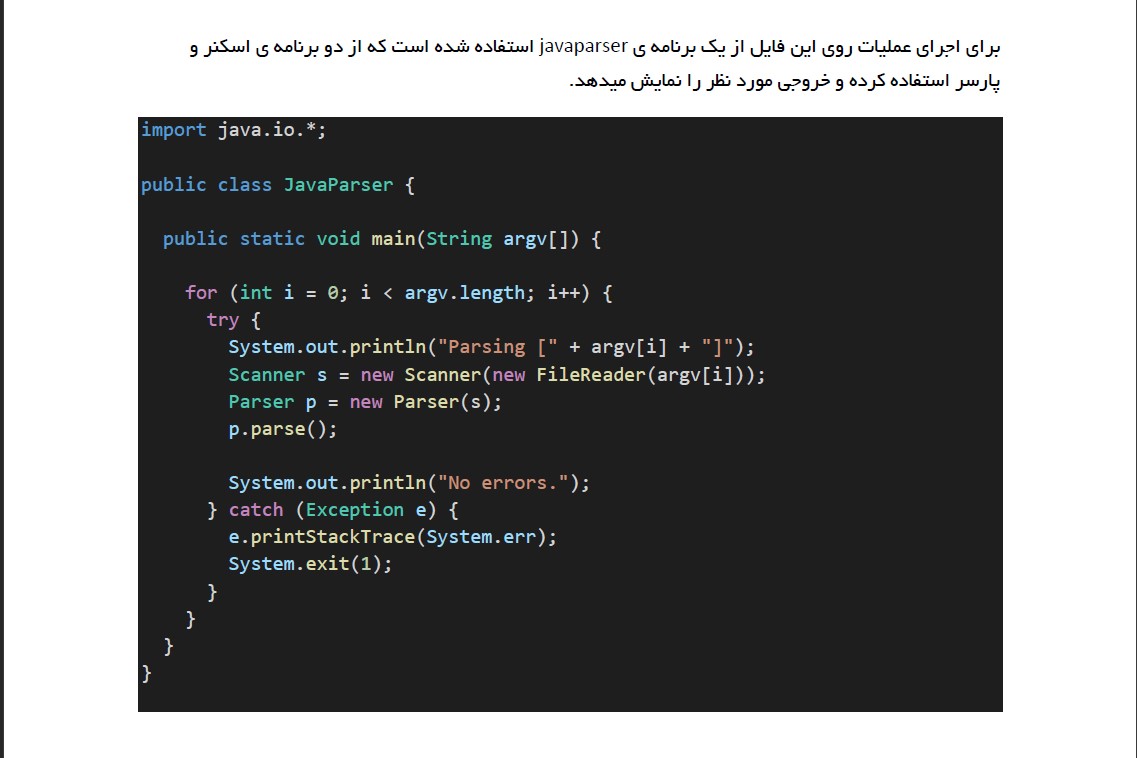 برای اجرای عملیات روی این فایل از یک برنامه ی javaparser استفاده شده است که از دو برنامه ی اسکنر و
پارسر استفاده کرده و خروجی مورد نظر را نمایش میدهد.
import java.io.*;
public class JavaParser {
  public static void main(String argv[]) {
    for (int i = 0; i < argv.length; i++) {
      try {
        System.out.println("Parsing [" + argv[i] + "]");
        Scanner s = new Scanner(new FileReader(argv[i]));
        Parser p = new Parser(s);
        p.parse();
        System.out.println("No errors.");
      } catch (Exception e) {
        e.printStackTrace(System.err);
        System.exit(1);
      }
    }
  }
}